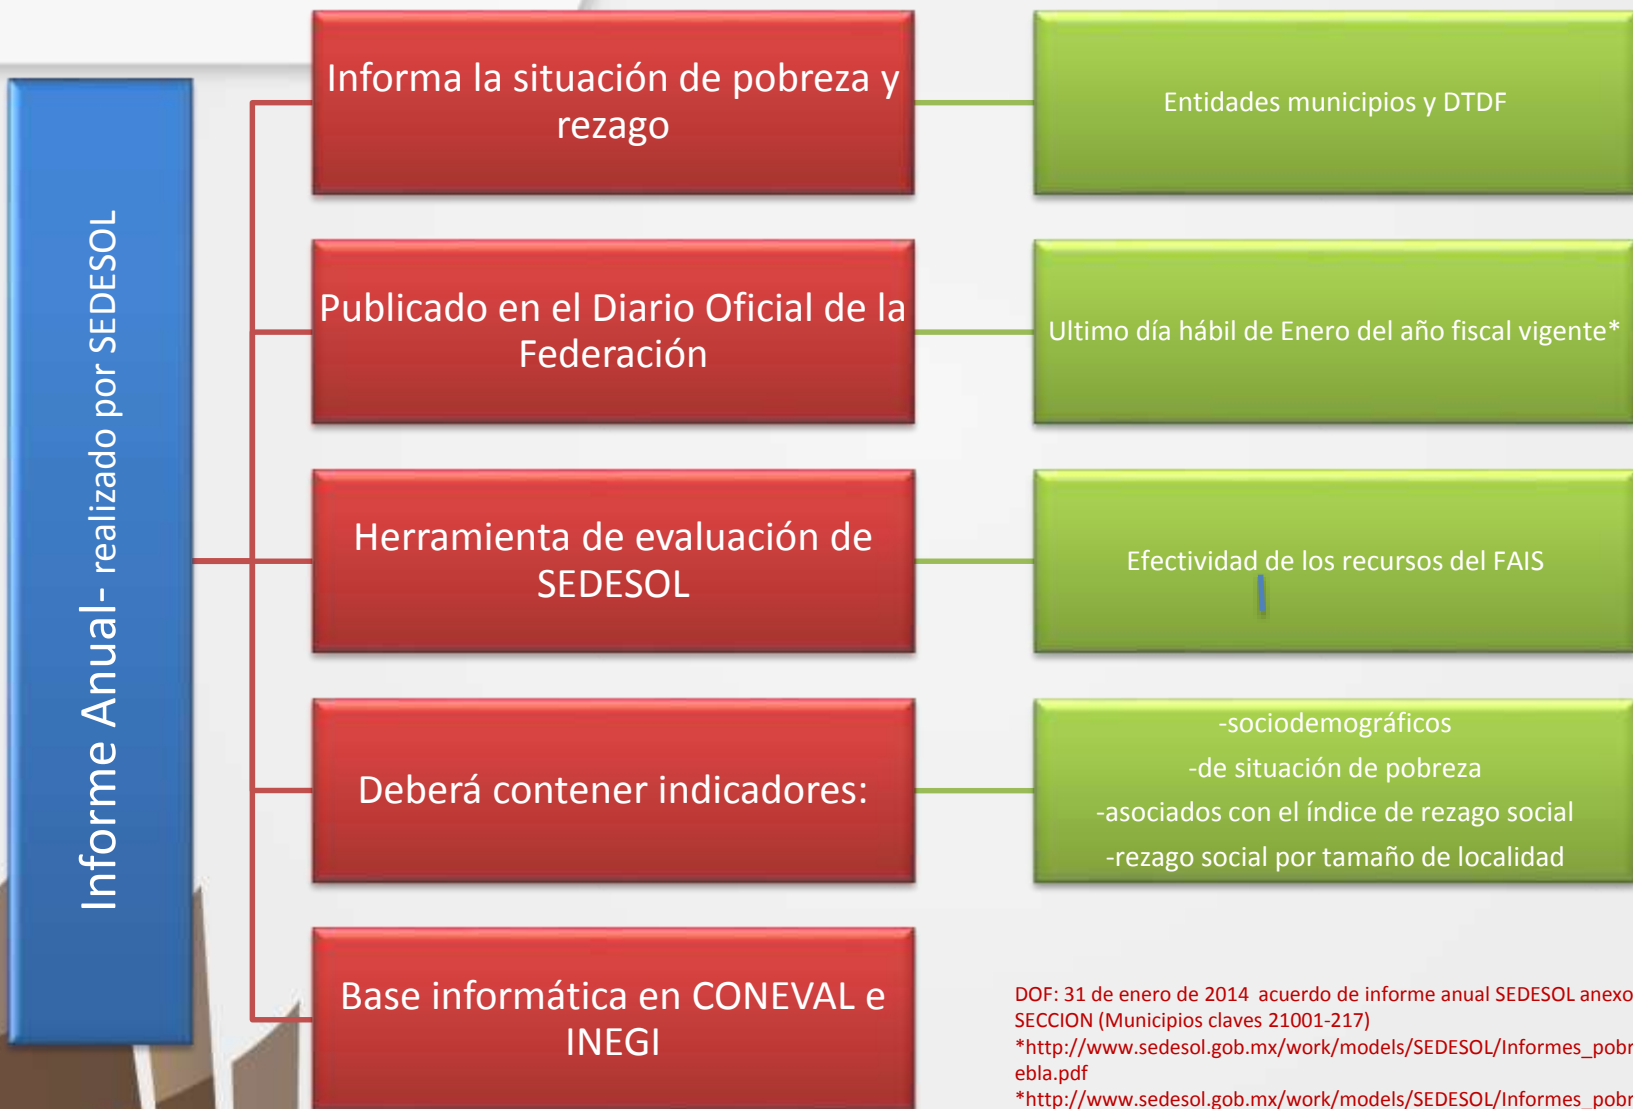 Informe Anual- realizado por SEDESOL
Informa la situación de pobreza y
rezago
Entidades municipios y DTDF
Publicado en el Diario Oficial de la
Federación
Ultimo día hábil de Enero del año fiscal vigente*
Herramienta de evaluación de
SEDESOL
Efectividad de los recursos del FAIS
Deberá contener indicadores:
-sociodemográficos
-de situación de pobreza
-asociados con el índice de rezago social
-rezago social por tamaño de localidad
Base informática en CONEVAL e
INEGI
DOF: 31 de enero de 2014 acuerdo de informe anual SEDESOL anexo
SECCION (Municipios claves 21001-217)
*http://www.sedesol.gob.mx/work/models/SEDESOL/Informes_pobr
ebla.pdf
*http://www.sedesol.gob.mx/work/models/SEDESOL/Informes_pobr